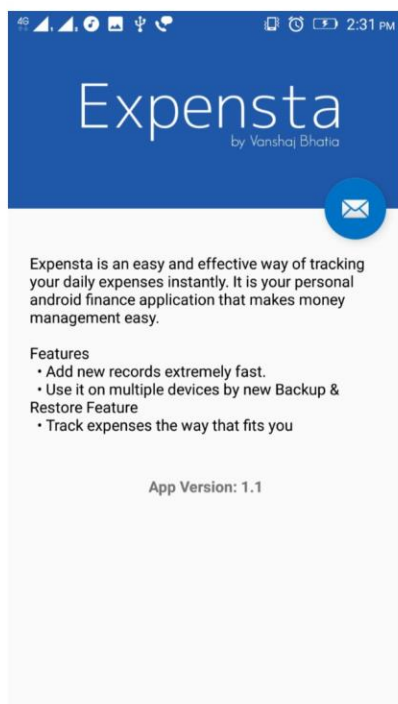 4G 2:31 PM
Expensta
by Vanshaj Bhatia
Expensta is an easy and effective way of tracking
your daily expenses instantly. It is your personal
android finance application that makes money
management easy.
Features
• Add new records extremely fast.
• Use it on multiple devices by new Backup &
Restore Feature
• Track expenses the way that fits you
App Version: 1.1